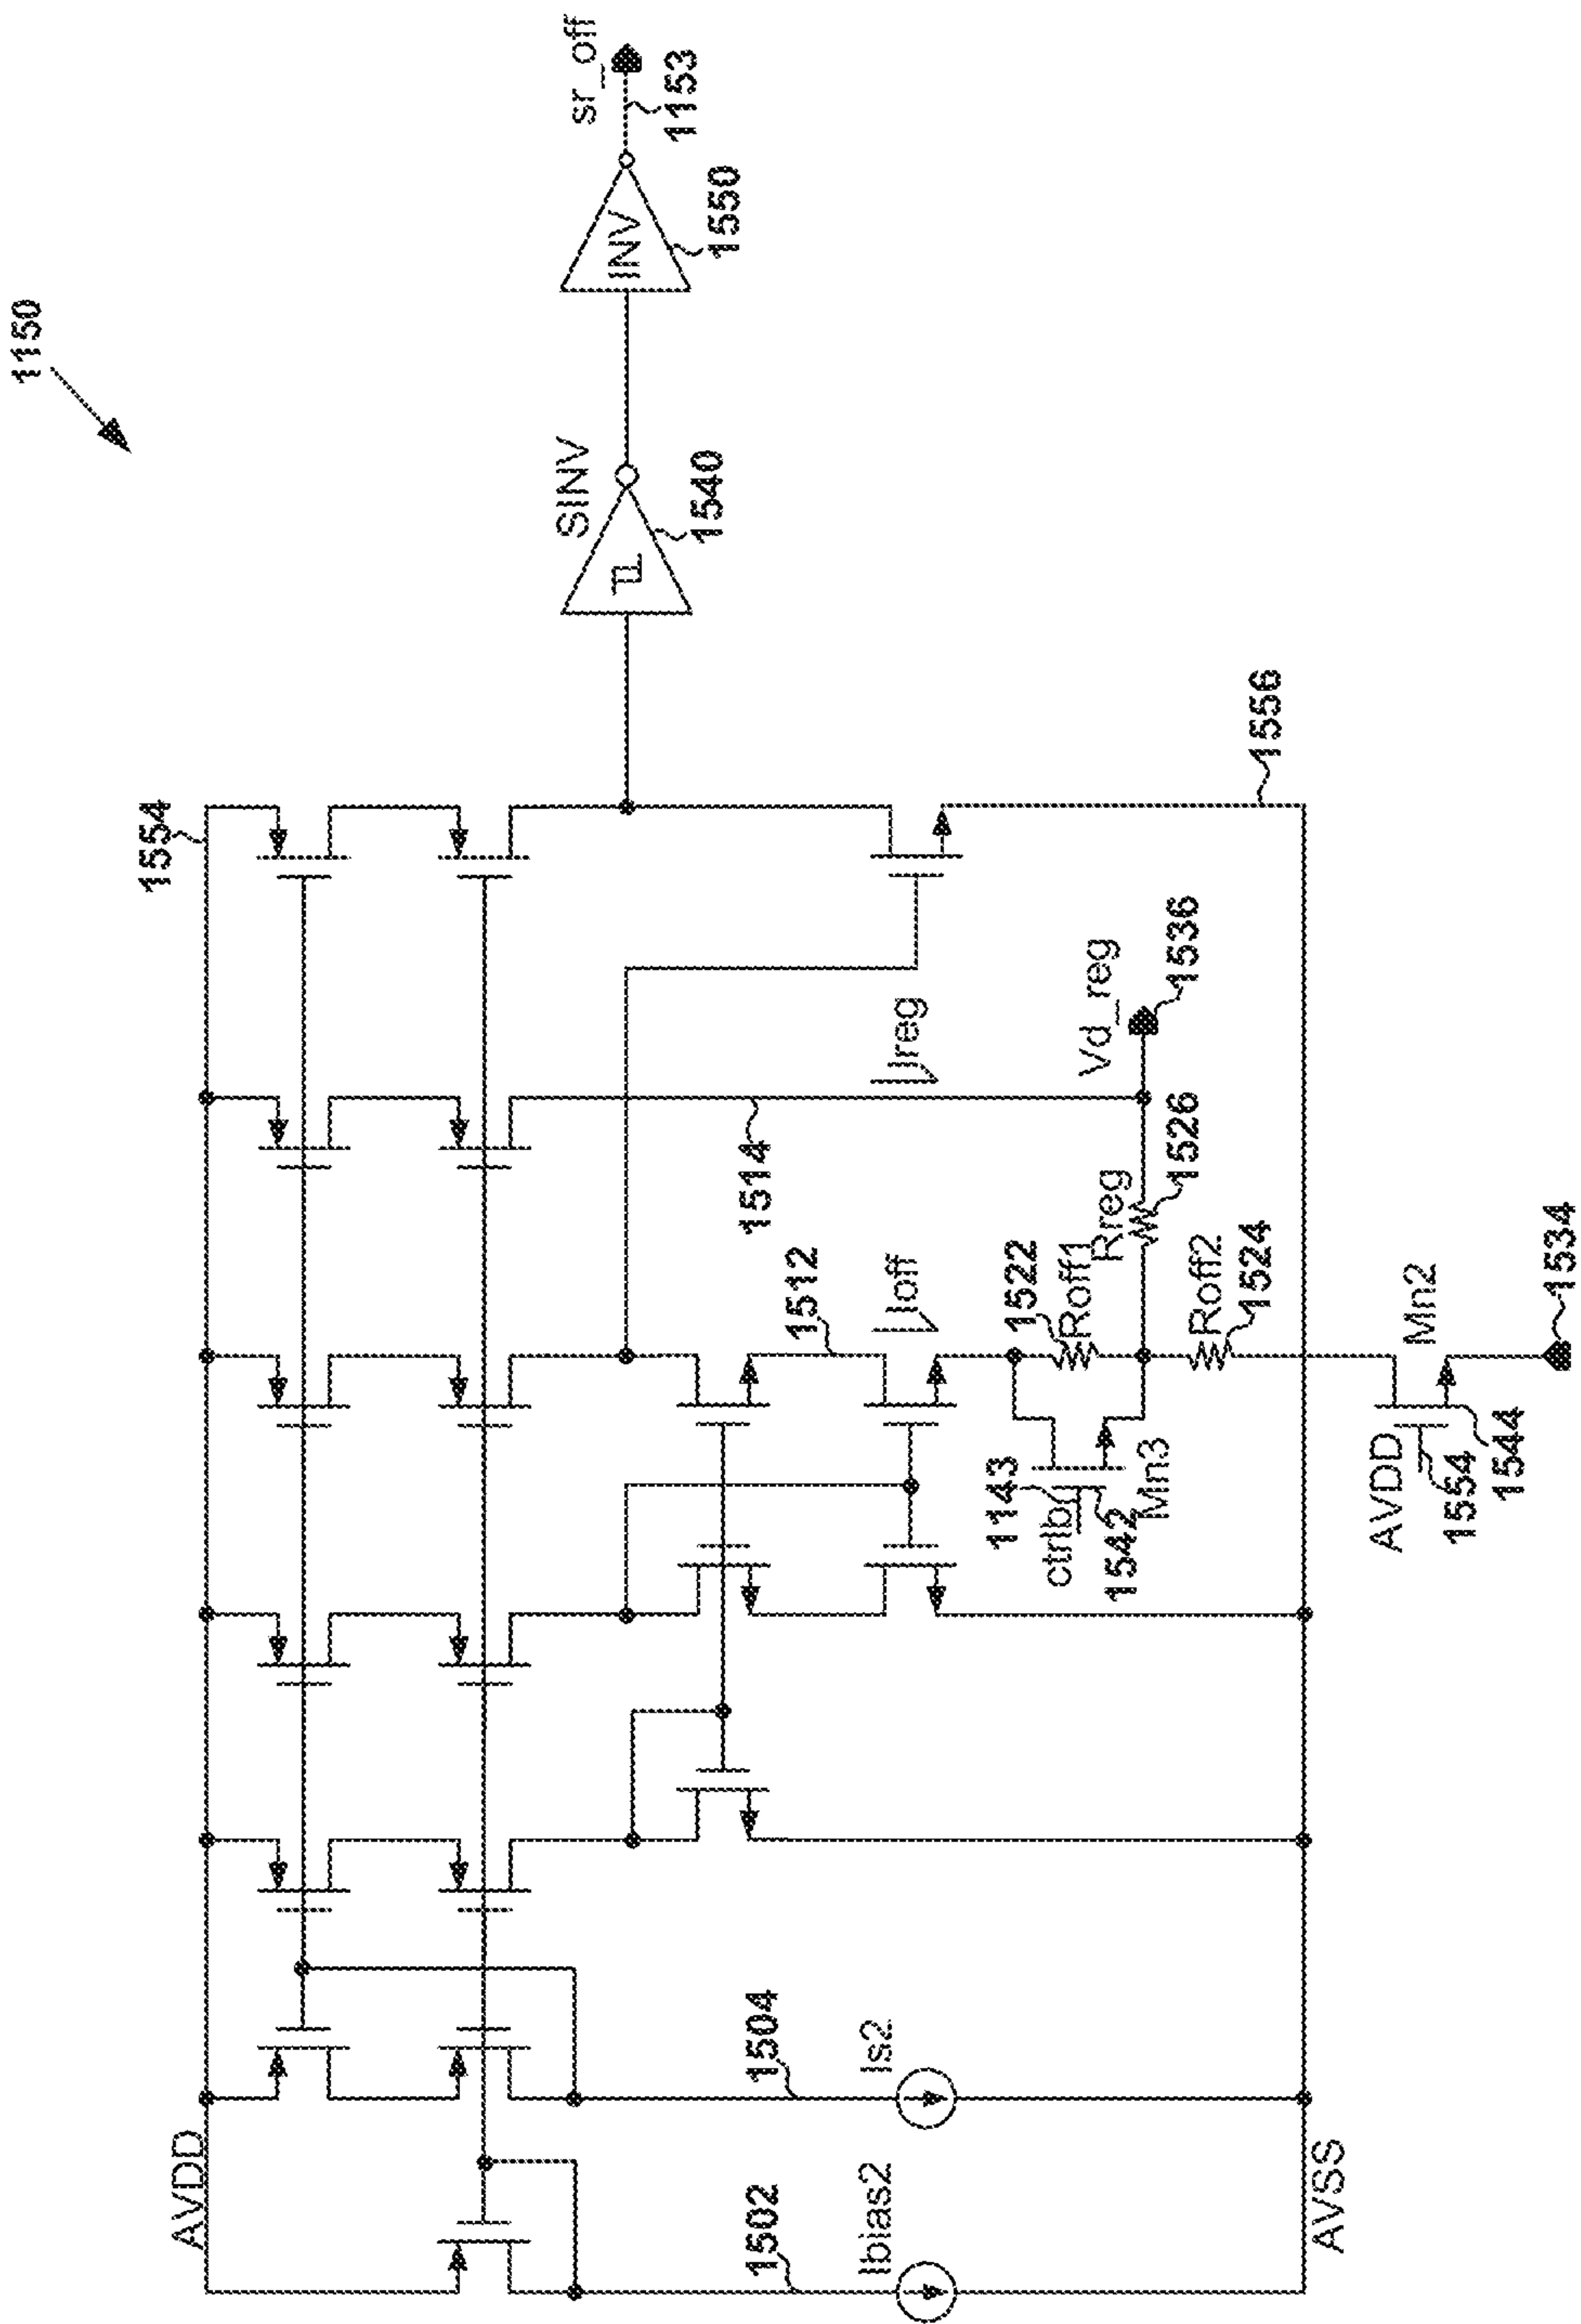 1150
sr_off
1153
INV
1550
SINV
1540
1554
1556
Ireg
Vd_reg
1536
1514
Rreg
1526
1512
Ioff
1522
Roff1
Roff2
1524
Mn2
1534
1143
ctrlb
1542
Mn3
AVDD
1554
1544
1504
Is2
AVDD
1502
Ibias2
AVSS